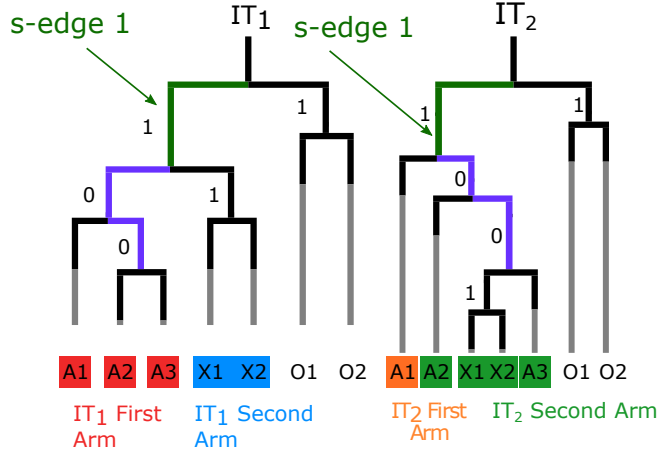 IT1
IT2
s-edge 1
s-edge 1
1
1
1
1
0
1
0
0
0
1
A1 A2 A3 X1 X2 O1 O2
A1 A2 X1 X2 A3 O1 O2
IT1 First
Arm
IT1 Second
Arm
IT2 First
Arm
IT2 Second Arm